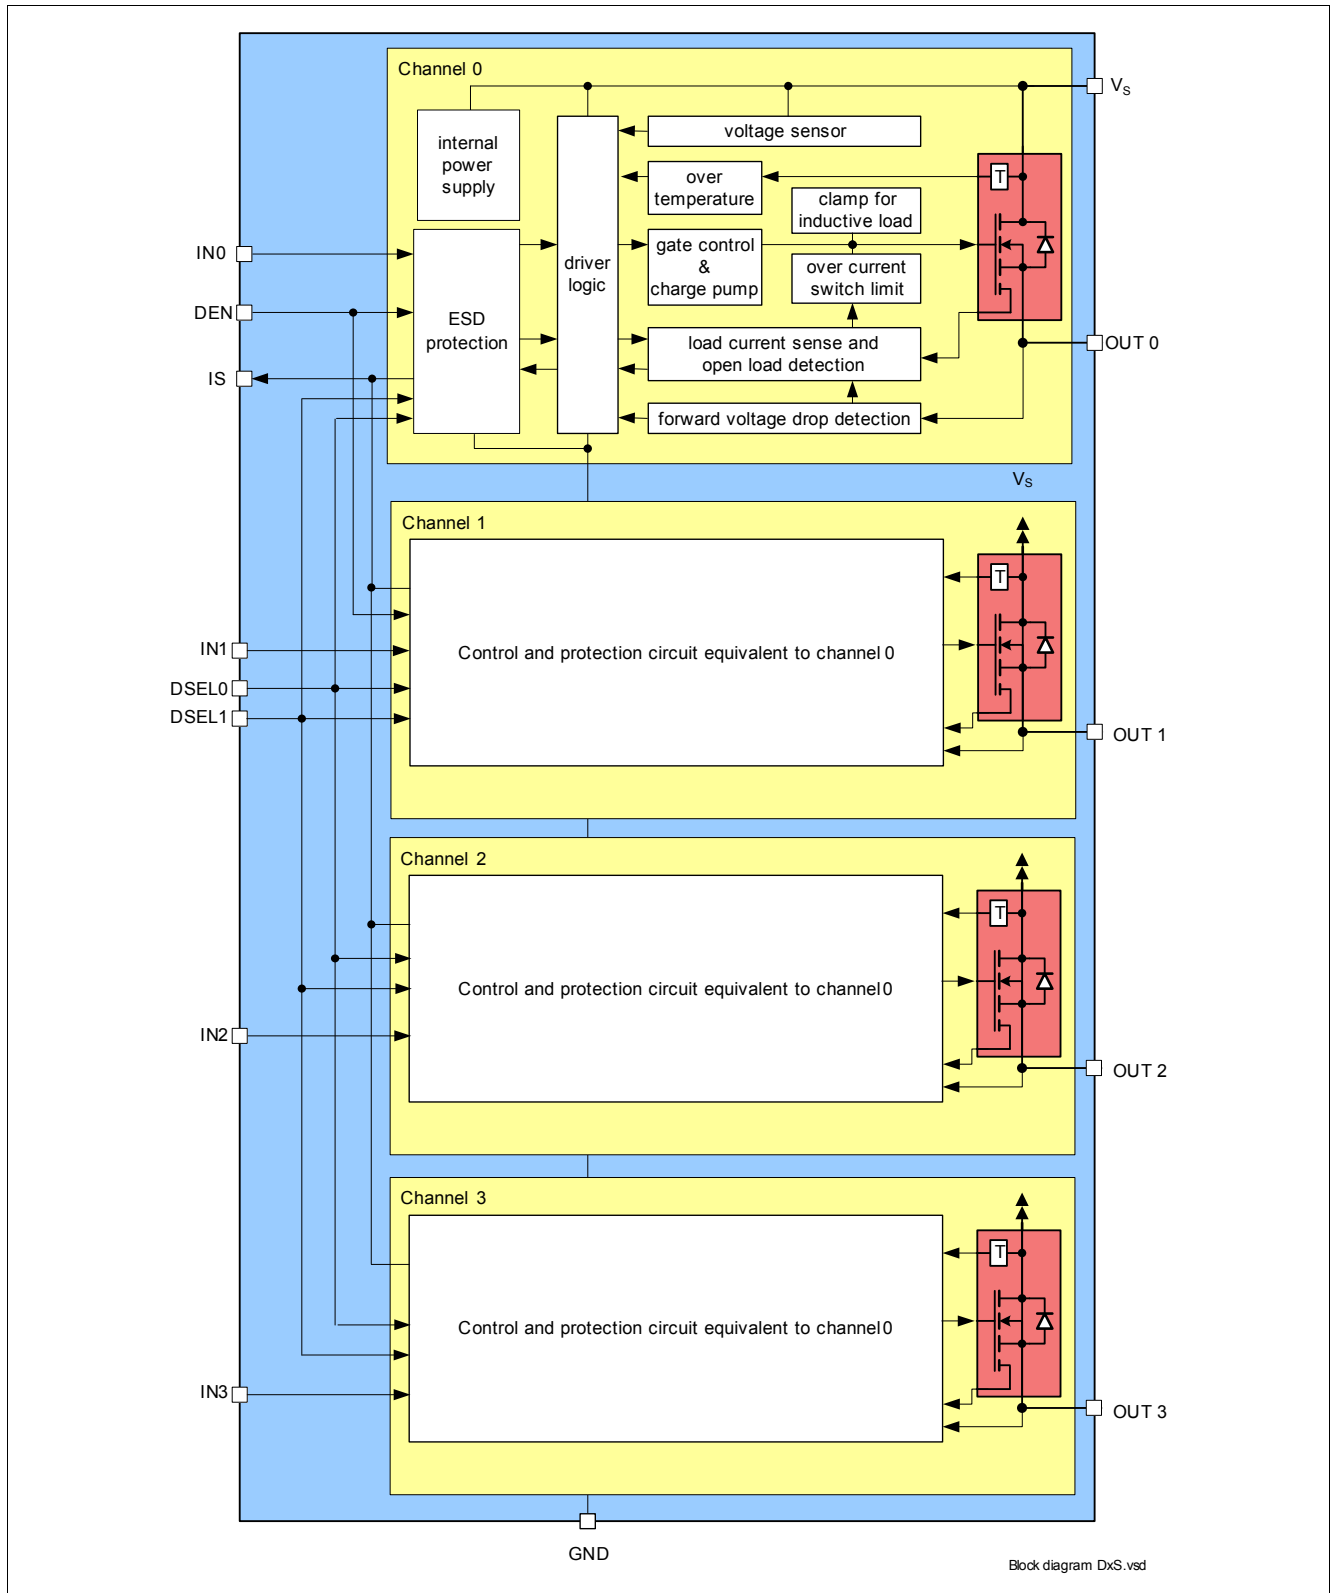 Channel 0
VS
internal
power
supply
voltage sensor
over
temperature
T
clamp for
inductive load
IN0
driver
logic
gate control
&
charge pump
over current
switch limit
DEN
ESD
protection
load current sense and
open load detection
OUT 0
IS
forward voltage drop detection
VS
Channel 1
T
Control and protection circuit equivalent to channel 0
IN1
DSEL0
DSEL1
OUT 1
Channel 2
T
Control and protection circuit equivalent to channel 0
IN2
OUT 2
Channel 3
T
Control and protection circuit equivalent to channel 0
IN3
OUT 3
GND
Block diagram DxS.vsd